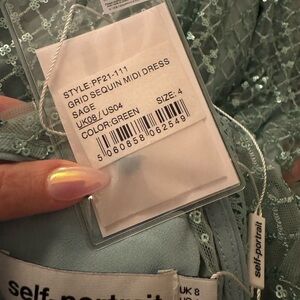 STYLE:PF21-111
GRID SEQUIN MIDI DRESS
SAGE
UK08 / US04
COLOR:GREEN SIZE: 4
5 060858 062549
self-portrait
self-portrait
UK 8